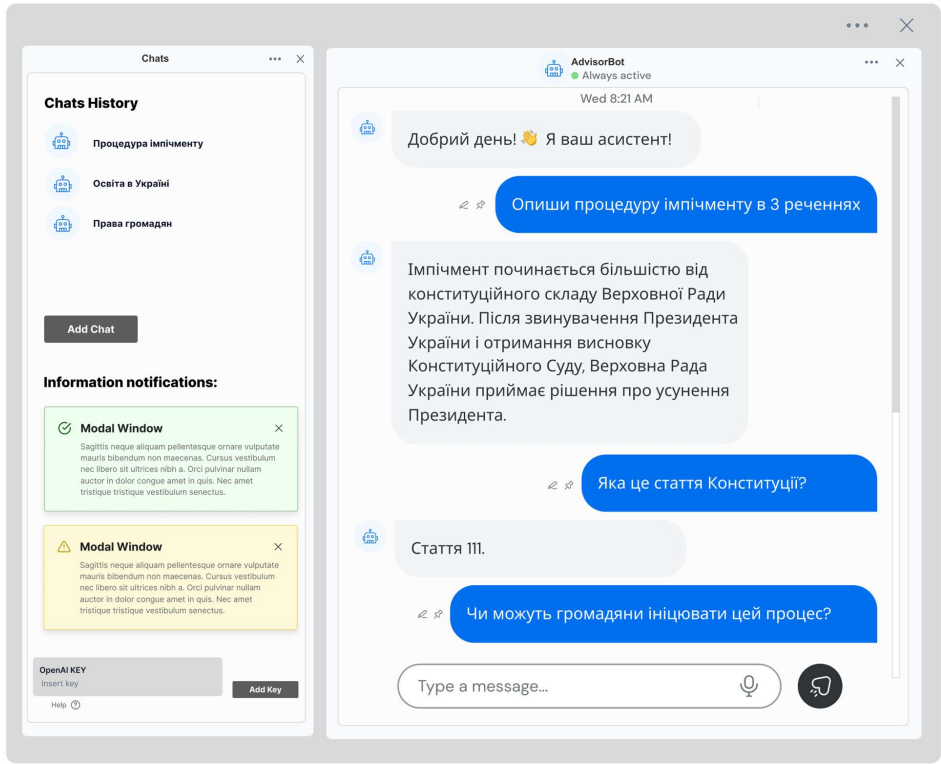 Chats
Chats History
Процедура імпічменту
Освіта в Україні
Права громадян
Add Chat
Information notifications:
Modal Window
Sagittis neque aliquam pellentesque ornare vulputate
mauris bibendum non maecenas. Cursus vestibulum
nec libero sit ultrices nibh a. Orci pulvinar nullam
auctor in dolor congue amet in quis. Nec amet
tristique tristique vestibulum senectus.
Modal Window
Sagittis neque aliquam pellentesque ornare vulputate
mauris bibendum non maecenas. Cursus vestibulum
nec libero sit ultrices nibh a. Orci pulvinar nullam
auctor in dolor congue amet in quis. Nec amet
tristique tristique vestibulum senectus.
OpenAI KEY
Insert key
Add Key
Help ?
AdvisorBot
Always active
Wed 8:21 AM
Добрий день! 👋 Я ваш асистент!
Опиши процедуру імпічменту в 3 реченнях
Імпічмент починається більшістю від
конституційного складу Верховної Ради
України. Після звинувачення Президента
України і отримання висновку
Конституційного Суду, Верховна Рада
України приймає рішення про усунення
Президента.
Яка це стаття Конституції?
Стаття 111.
Чи можуть громадяни ініцювати цей процес?
Type a message...